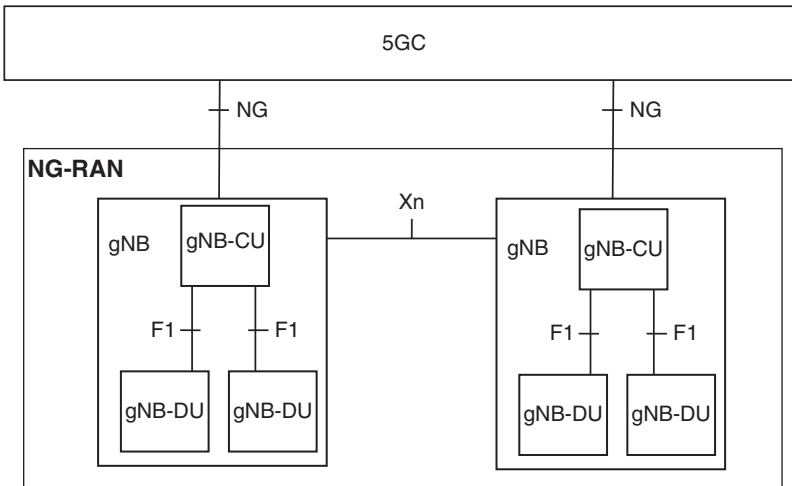 5GC
NG
NG
NG-RAN
Xn
gNB
gNB-CU
gNB
gNB-CU
F1
F1
F1
F1
gNB-DU
gNB-DU
gNB-DU
gNB-DU